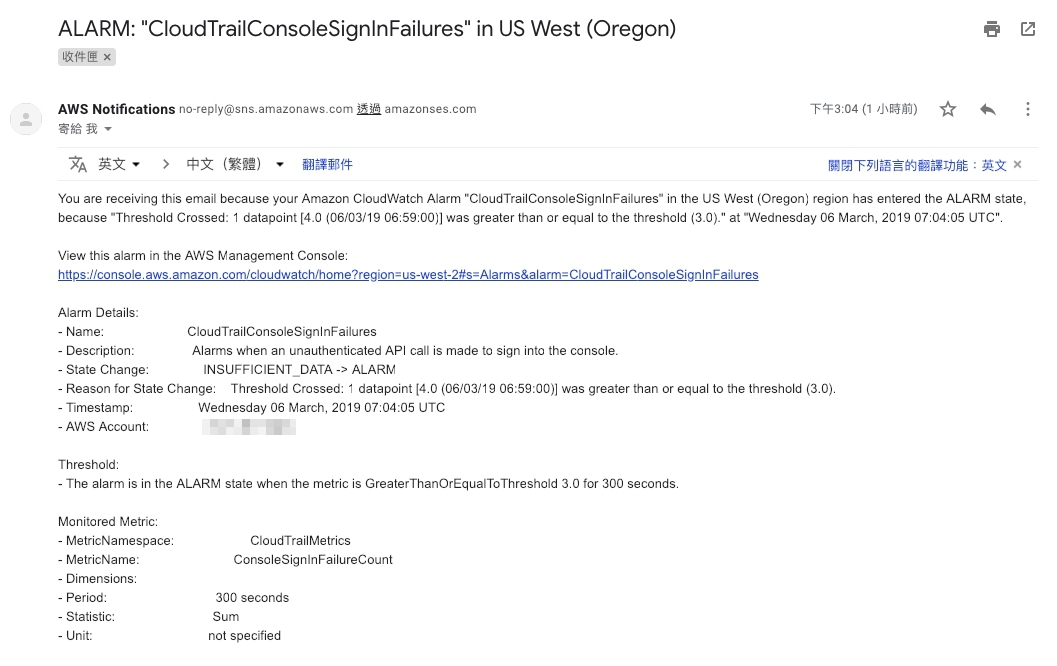 ALARM: "CloudTrailConsoleSignInFailures" in US West (Oregon)
收件匣 ×
AWS Notifications no-reply@sns.amazonaws.com 透過 amazonses.com
下午3:04 (1 小時前)
寄給 我
英文 > 中文（繁體） 翻譯郵件
關閉下列語言的翻譯功能：英文 ×
You are receiving this email because your Amazon CloudWatch Alarm "CloudTrailConsoleSignInFailures" in the US West (Oregon) region has entered the ALARM state,
because "Threshold Crossed: 1 datapoint [4.0 (06/03/19 06:59:00)] was greater than or equal to the threshold (3.0)." at "Wednesday 06 March, 2019 07:04:05 UTC".
View this alarm in the AWS Management Console:
https://console.aws.amazon.com/cloudwatch/home?region=us-west-2#s=Alarms&alarm=CloudTrailConsoleSignInFailures
Alarm Details:
- Name: CloudTrailConsoleSignInFailures
- Description: Alarms when an unauthenticated API call is made to sign into the console.
- State Change: INSUFFICIENT_DATA -> ALARM
- Reason for State Change: Threshold Crossed: 1 datapoint [4.0 (06/03/19 06:59:00)] was greater than or equal to the threshold (3.0).
- Timestamp: Wednesday 06 March, 2019 07:04:05 UTC
- AWS Account:
Threshold:
- The alarm is in the ALARM state when the metric is GreaterThanOrEqualToThreshold 3.0 for 300 seconds.
Monitored Metric:
- MetricNamespace: CloudTrailMetrics
- MetricName: ConsoleSignInFailureCount
- Dimensions:
- Period: 300 seconds
- Statistic: Sum
- Unit: not specified